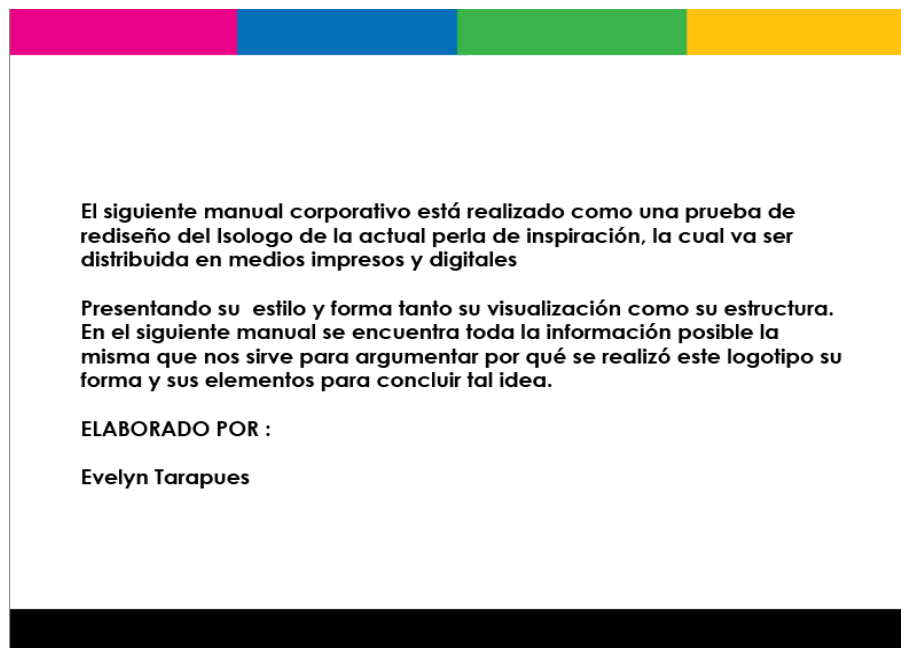 El siguiente manual corporativo está realizado como una prueba de
rediseño del Isologo de la actual perla de inspiración, la cual va ser
distribuida en medios impresos y digitales
Presentando su  estilo y forma tanto su visualización como su estructura.
En el siguiente manual se encuentra toda la información posible la
misma que nos sirve para argumentar por qué se realizó este logotipo su
forma y sus elementos para concluir tal idea.
ELABORADO POR :
Evelyn Tarapues